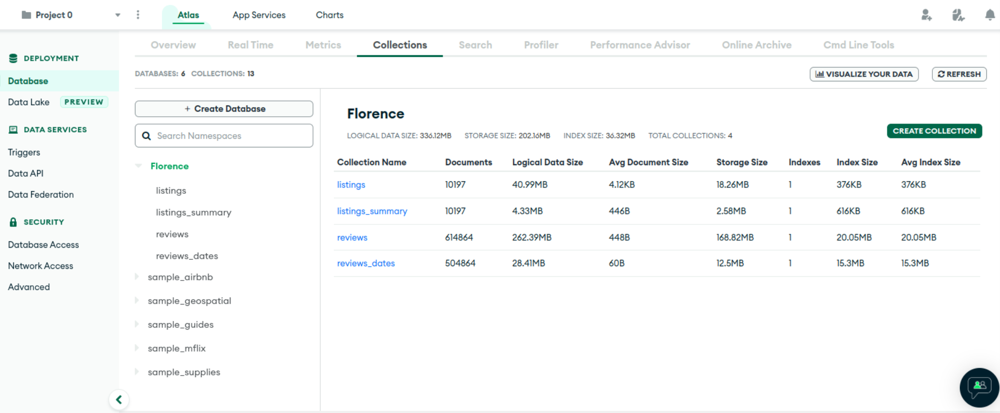 Project 0
Atlas App Services Charts
Overview Real Time Metrics Collections Search Profiler Performance Advisor Online Archive Cmd Line Tools
DEPLOYMENT
Database
Data Lake PREVIEW
DATA SERVICES
Triggers
Data API
Data Federation
SECURITY
Database Access
Network Access
Advanced
DATABASES: 6 COLLECTIONS: 13
VISUALIZE YOUR DATA
REFRESH
+ Create Database
Search Namespaces
Florence
listings
listings_summary
reviews
reviews_dates
sample_airbnb
sample_geospatial
sample_guides
sample_mflix
sample_supplies
Florence
LOGICAL DATA SIZE: 336.12MB STORAGE SIZE: 202.16MB INDEX SIZE: 36.32MB TOTAL COLLECTIONS: 4
CREATE COLLECTION
Collection Name Documents Logical Data Size Avg Document Size Storage Size Indexes Index Size Avg Index Size
listings 10197 40.99MB 4.12KB 18.26MB 1 376KB 376KB
listings_summary 10197 4.33MB 446B 2.58MB 1 616KB 616KB
reviews 614864 262.39MB 448B 168.82MB 1 20.05MB 20.05MB
reviews_dates 504864 28.41MB 60B 12.5MB 1 15.3MB 15.3MB